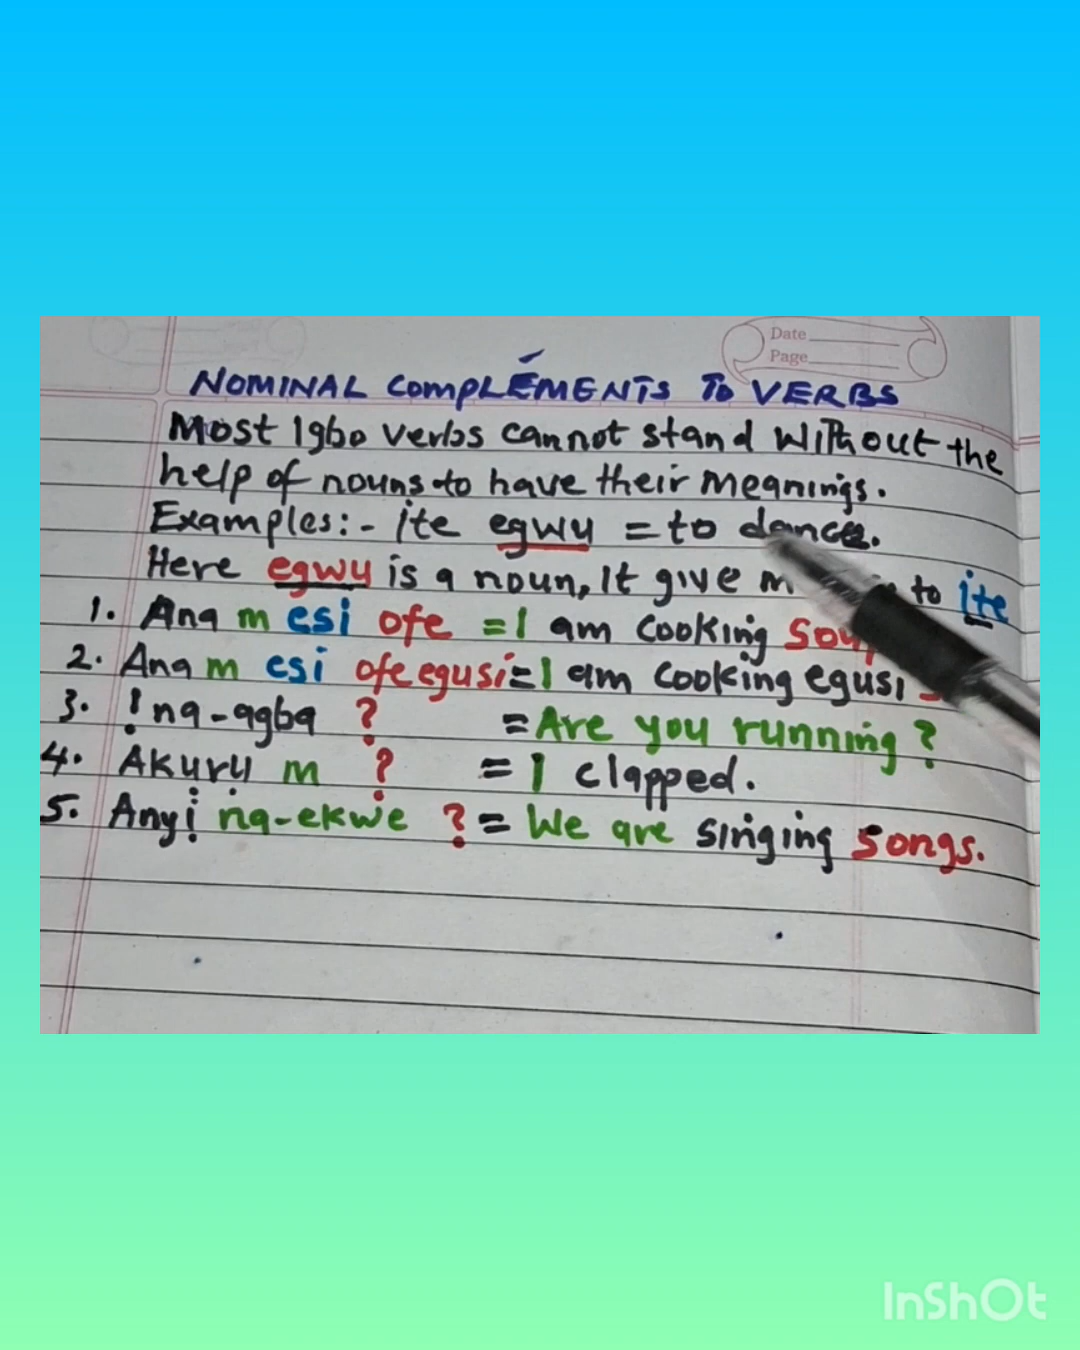 Date
Page
NOMINAL COMPLÉMENTS TO VERBS
Most Igbo verbs cannot stand without the
help of nouns to have their meanings.
Examples:- ite egwu = to dance.
Here egwu is a noun, It give to ite
1. Ana m esi ofe = I am cooking
2. Ana m esi ofe egusi = I am cooking egusi
3. Ị na-agba ? = Are you running ?
4. Akụrụ m ? = I clapped.
5. Anyị na-ekwe ? = We are singing songs.
InShOt